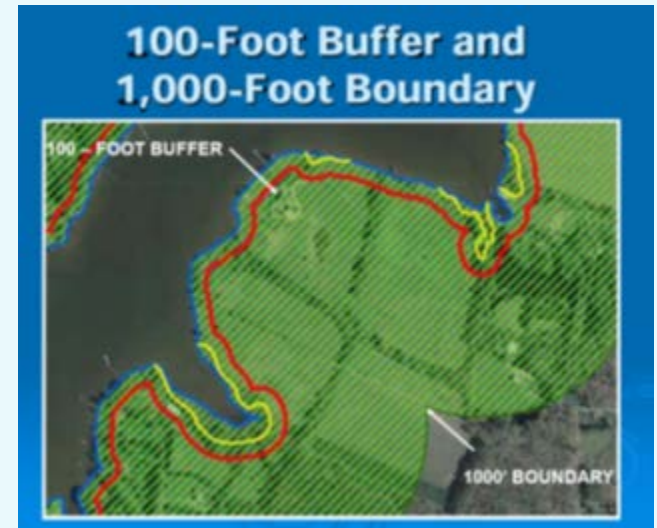 100-Foot Buffer and
1,000-Foot Boundary
100 – FOOT BUFFER
1000' BOUNDARY